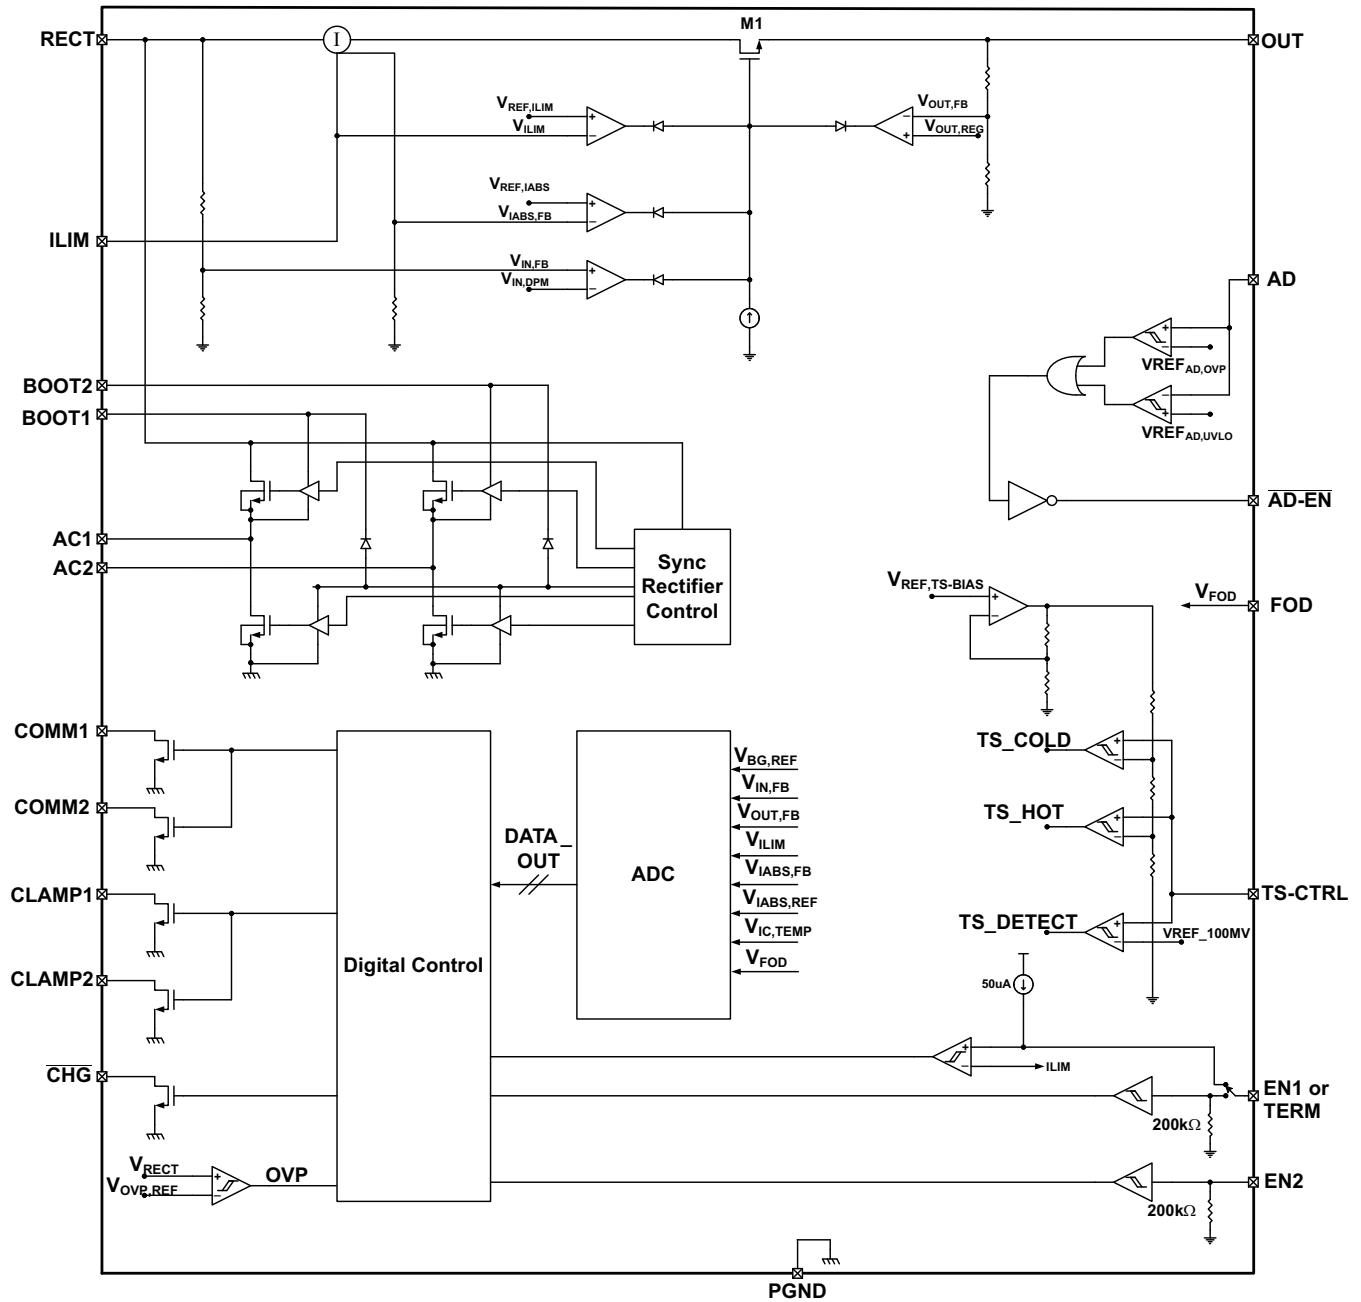 M1
RECT
I
OUT
VREF,ILIM
VILIM
VOUT,FB
VOUT,REG
VREF,IABS
VIABS,FB
ILIM
VIN,FB
VIN,DPM
AD
VREFAD,OVP
BOOT2
BOOT1
VREFAD,UVLO
AD-EN
AC1
AC2
Sync
Rectifier
Control
VREF,TS-BIAS
VFOD
FOD
COMM1
COMM2
CLAMP1
CLAMP2
CHG
Digital Control
DATA_
OUT
ADC
VBG,REF
VIN,FB
VOUT,FB
VILIM
VIABS,FB
VIABS,REF
VIC,TEMP
VFOD
TS_COLD
TS_HOT
TS-CTRL
TS_DETECT
VREF_100MV
50uA
ILIM
EN1 or
TERM
200kΩ
VRECT
VOVP,REF
OVP
EN2
200kΩ
PGND